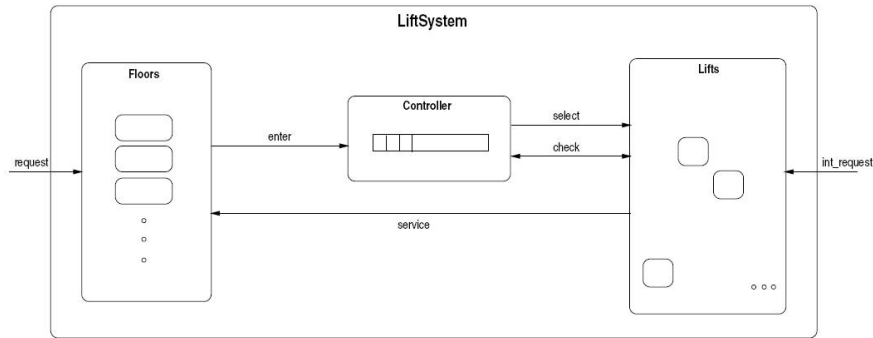 LiftSystem
Floors
Lifts
Controller
select
enter
check
request
int_request
service